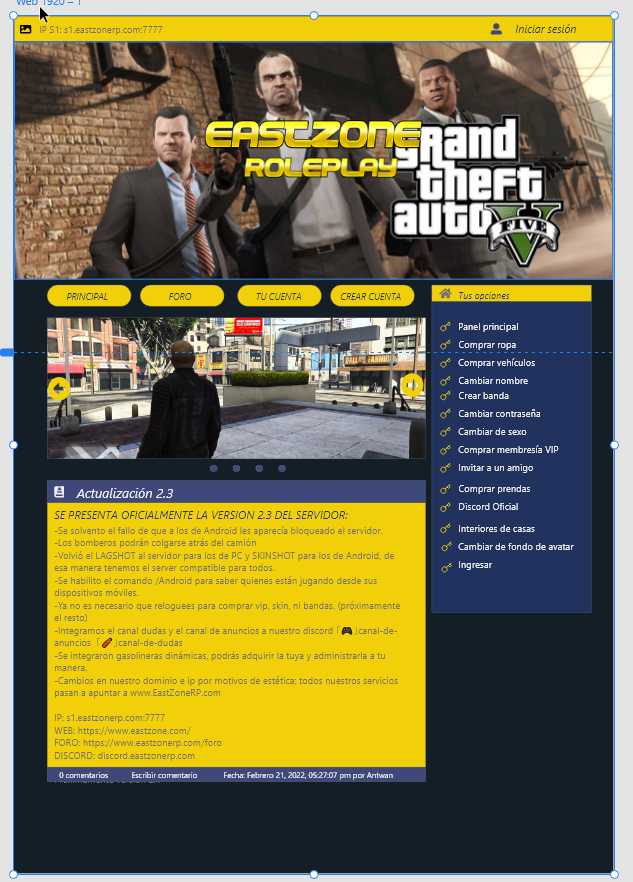 Web 1920 – 1
IP S1: s1.eastzonerp.com:7777
Iniciar sesión
EASTZONE
ROLEPLAY
grand
theft
auto
FIVE
PRINCIPAL
FORO
TU CUENTA
CREAR CUENTA
Tus opciones
Panel principal
Comprar ropa
Comprar vehículos
Cambiar nombre
Crear banda
Cambiar contraseña
Cambiar de sexo
Comprar membresía VIP
Invitar a un amigo
Comprar prendas
Discord Oficial
Interiores de casas
Cambiar de fondo de avatar
Ingresar
Actualización 2.3
SE PRESENTA OFICIALMENTE LA VERSION 2.3 DEL SERVIDOR:
-Se solvento el fallo de que a los de Android les aparecía bloqueado el servidor.
-Los bomberos podrán colgarse atrás del camión
-Volvió el LAGSHOT al servidor para los de PC y SKINSHOT para los de Android, de
esa manera tenemos el server compatible para todos.
-Se habilito el comando /Android para saber quienes están jugando desde sus
dispositivos móviles.
-Ya no es necesario que reloguees para comprar vip, skin, ni bandas. (próximamente
el resto)
-Integramos el canal dudas y el canal de anuncios a nuestro discord「🎮」canal-de-
anuncios「🧨」canal-de-dudas
-Se integraron gasolineras dinámicas, podrás adquirir la tuya y administrarla a tu
manera.
-Cambios en nuestro dominio e ip por motivos de estética; todos nuestros servicios
pasan a apuntar a www.EastZoneRP.com
IP: s1.eastzonerp.com:7777
WEB: https://www.eastzone.com/
FORO: https://www.eastzonerp.com/foro
DISCORD: discord.eastzonerp.com
0 comentarios
Escribir comentario
Fecha: Febrero 21, 2022, 05:27:07 pm por Antwan